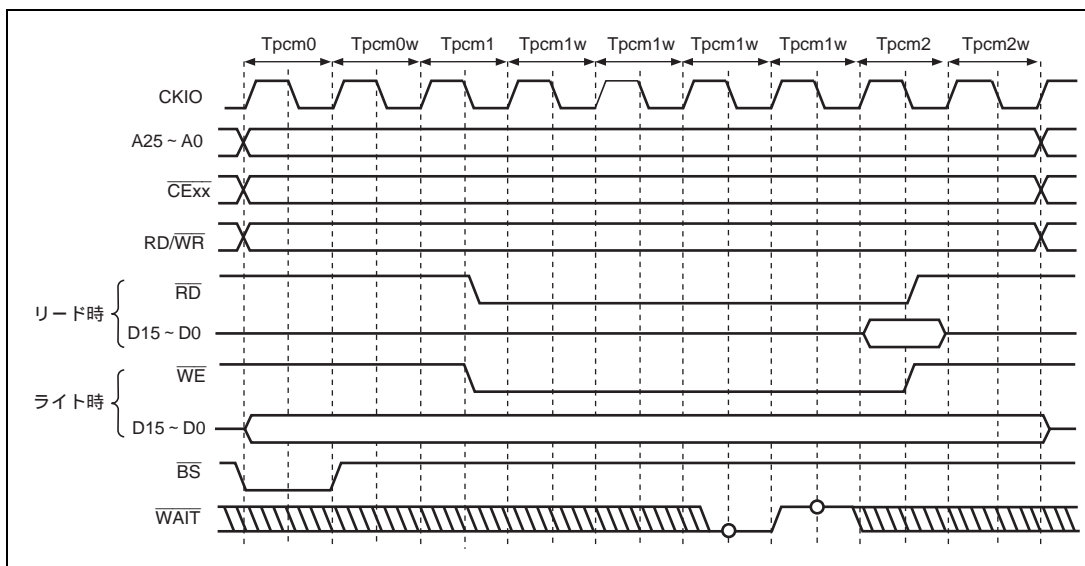 Tpcm0 Tpcm0w Tpcm1 Tpcm1w Tpcm1w Tpcm1w Tpcm1w Tpcm2 Tpcm2w
CKIO
A25 ~ A0
CExx
RD/WR
RD
リード時
D15 ~ D0
WE
ライト時
D15 ~ D0
BS
WAIT